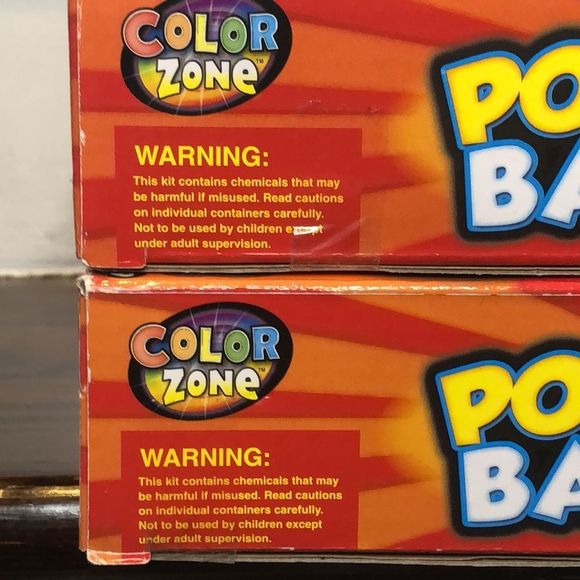 COLOR
ZONE™
WARNING:
This kit contains chemicals that may
be harmful if misused. Read cautions
on individual containers carefully.
Not to be used by children except
under adult supervision.
PO
BA
COLOR
ZONE™
WARNING:
This kit contains chemicals that may
be harmful if misused. Read cautions
on individual containers carefully.
Not to be used by children except
under adult supervision.
PO
BA